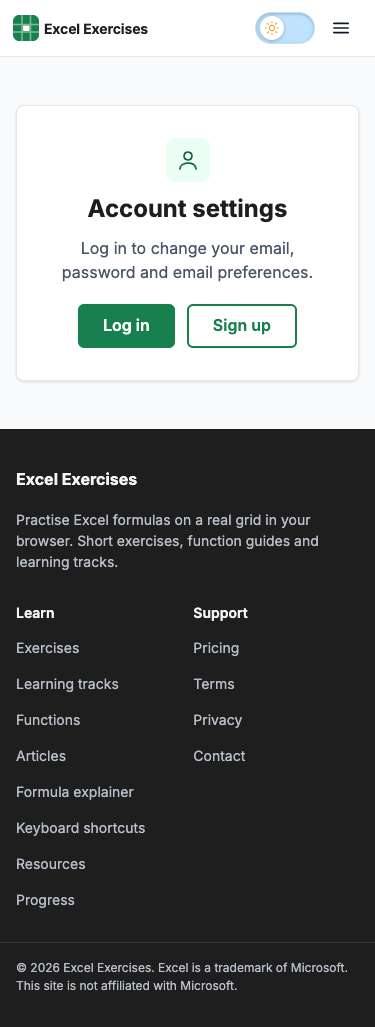 Excel Exercises
Account settings
Log in to change your email,
password and email preferences.
Log in
Sign up
Excel Exercises
Practise Excel formulas on a real grid in your
browser. Short exercises, function guides and
learning tracks.
Learn
Exercises
Learning tracks
Functions
Articles
Formula explainer
Keyboard shortcuts
Resources
Progress
Support
Pricing
Terms
Privacy
Contact
© 2026 Excel Exercises. Excel is a trademark of Microsoft.
This site is not affiliated with Microsoft.